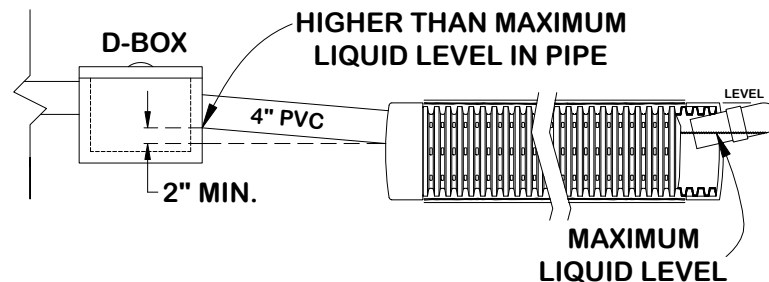 HIGHER THAN MAXIMUM
LIQUID LEVEL IN PIPE
D-BOX
LEVEL
4" PVC
2" MIN.
MAXIMUM
LIQUID LEVEL